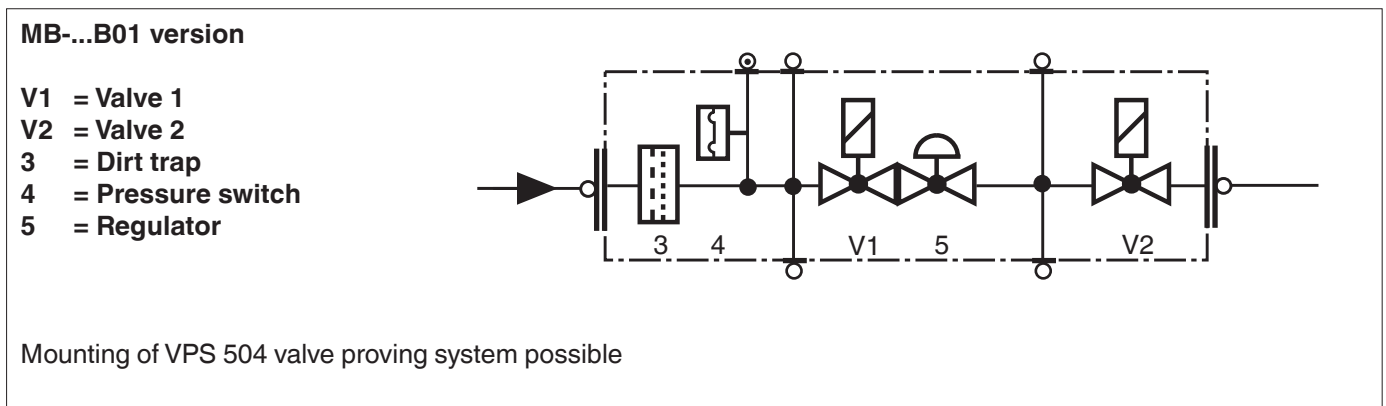 MB-...B01 version
V1 = Valve 1
V2 = Valve 2
3 = Dirt trap
4 = Pressure switch
5 = Regulator
3 4 V1 5 V2
Mounting of VPS 504 valve proving system possible